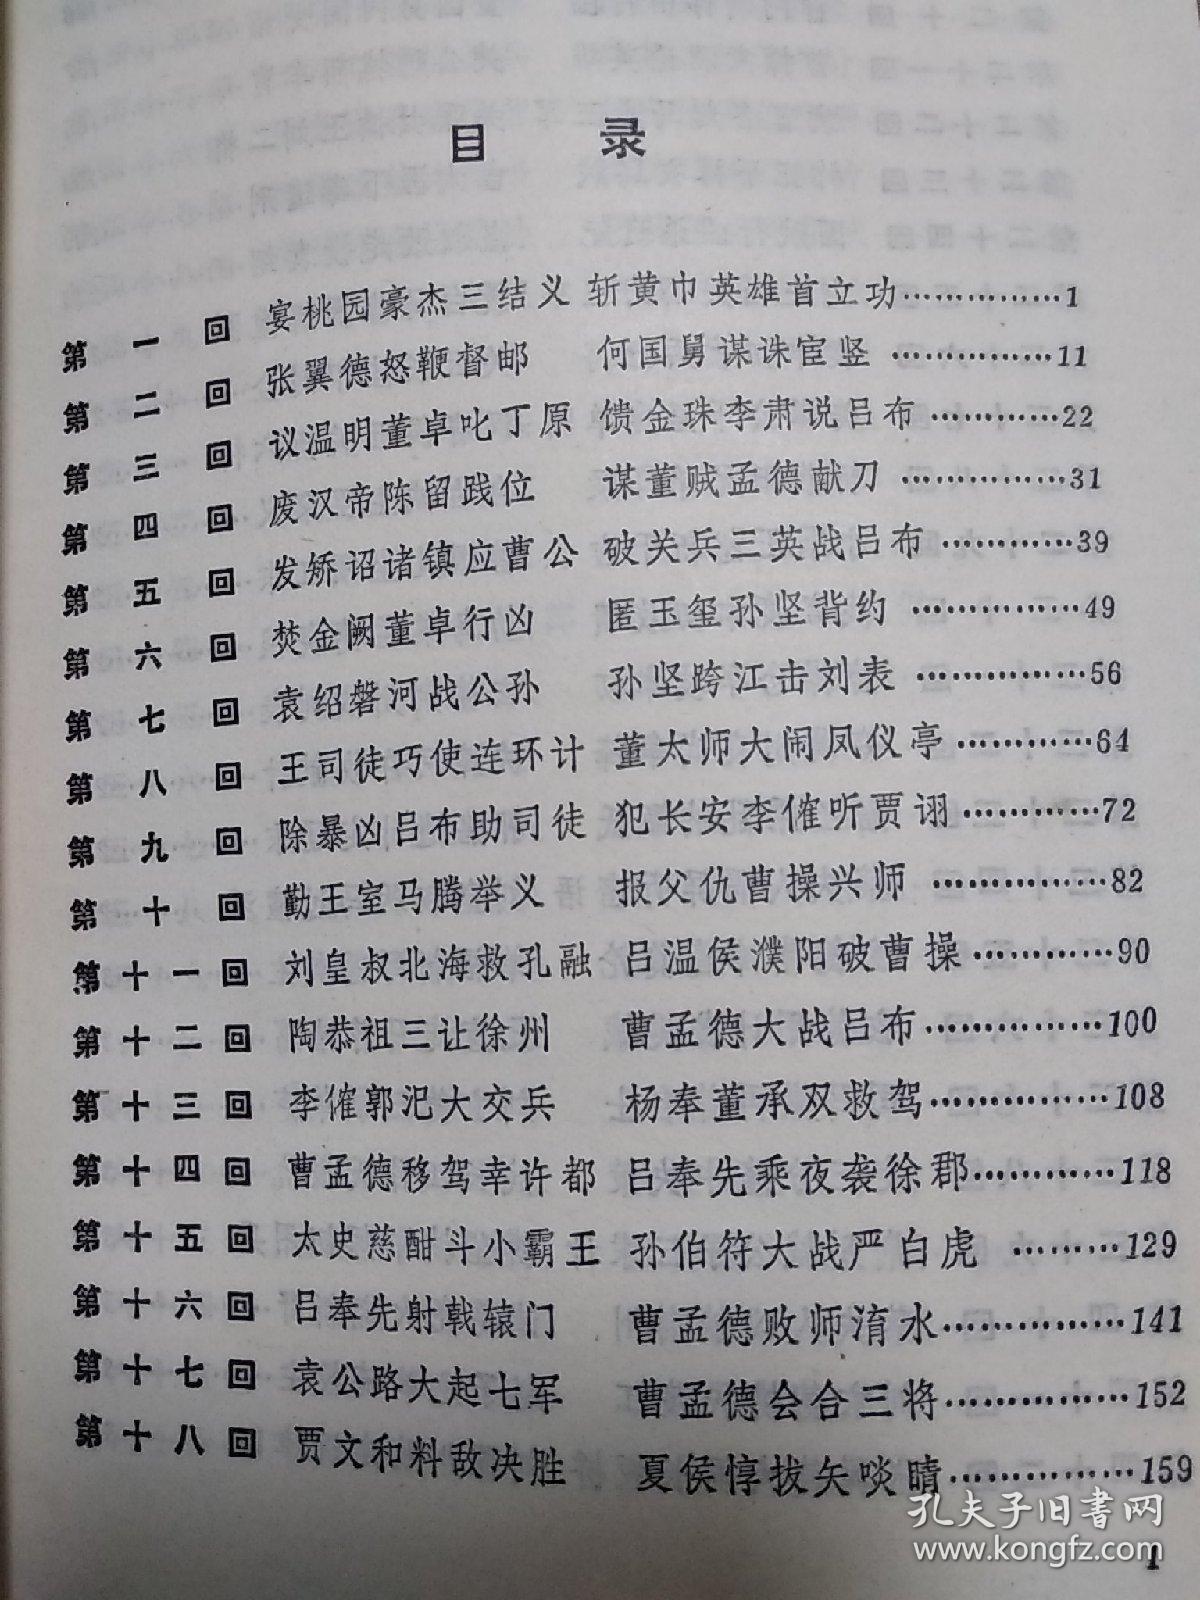 目 录
第一回 宴桃园豪杰三结义 斩黄巾英雄首立功……………1
第二回 张翼德怒鞭督邮 何国舅谋诛宦竖……………11
第三回 议温明董卓叱丁原 馈金珠李肃说吕布…………22
第四回 废汉帝陈留践位 谋董贼孟德献刀……………31
第五回 发矫诏诸镇应曹公 破关兵三英战吕布…………39
第六回 焚金阙董卓行凶 匿玉玺孙坚背约……………49
第七回 袁绍磐河战公孙 孙坚跨江击刘表……………56
第八回 王司徒巧使连环计 董太师大闹凤仪亭…………64
第九回 除暴凶吕布助司徒 犯长安李傕听贾诩…………72
第十回 勤王室马腾举义 报父仇曹操兴师……………82
第十一回 刘皇叔北海救孔融 吕温侯濮阳破曹操…………90
第十二回 陶恭祖三让徐州 曹孟德大战吕布……………100
第十三回 李傕郭汜大交兵 杨奉董承双救驾……………108
第十四回 曹孟德移驾幸许都 吕奉先乘夜袭徐郡…………118
第十五回 太史慈酣斗小霸王 孙伯符大战严白虎………129
第十六回 吕奉先射戟辕门 曹孟德败师淯水……………141
第十七回 袁公路大起七军 曹孟德会合三将……………152
第十八回 贾文和料敌决胜 夏侯惇拔矢啖睛……………159
孔夫子旧书网
www.kongfz.com
1